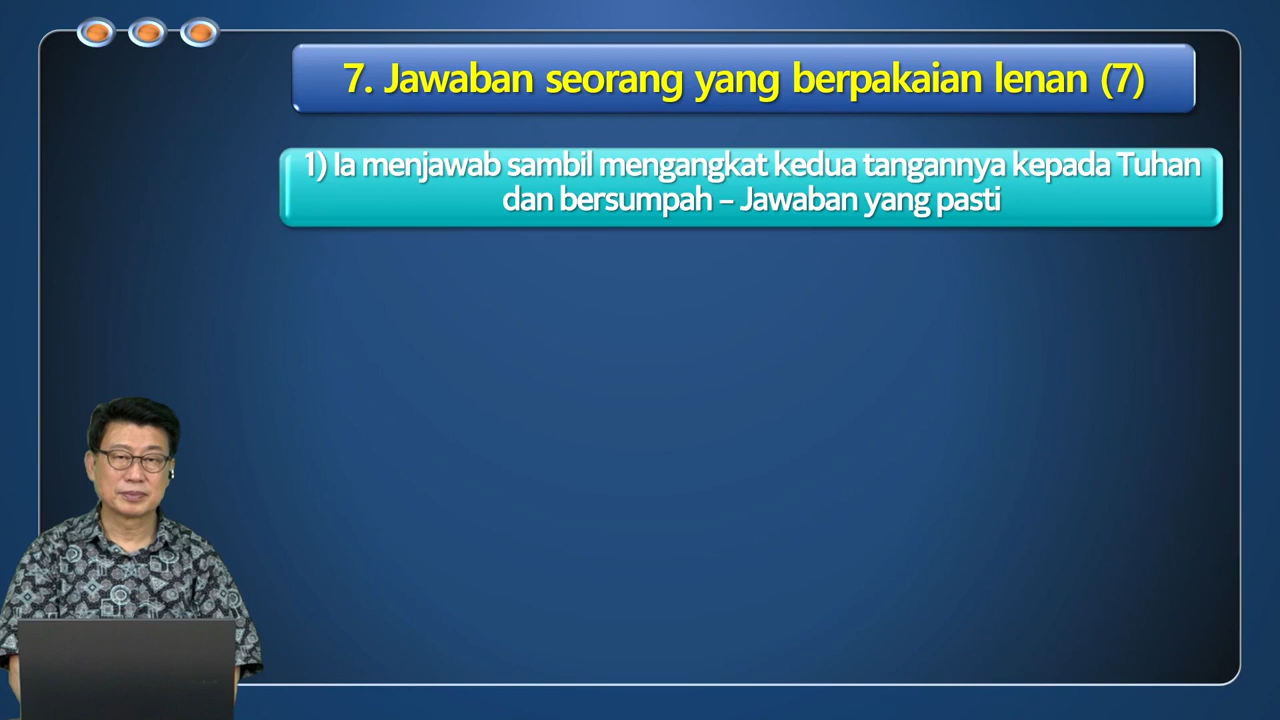 7. Jawaban seorang yang berpakaian lenan (7)
1) Ia menjawab sambil mengangkat kedua tangannya kepada Tuhan
dan bersumpah – Jawaban yang pasti